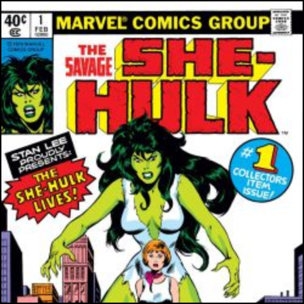 40¢
1
FEB
MARVEL COMICS GROUP
THE
SAVAGE
SHE-
HULK
TM
STAN LEE
PROUDLY
PRESENTS:
THE
SHE-HULK
LIVES!
#1
COLLECTORS
ITEM
ISSUE!